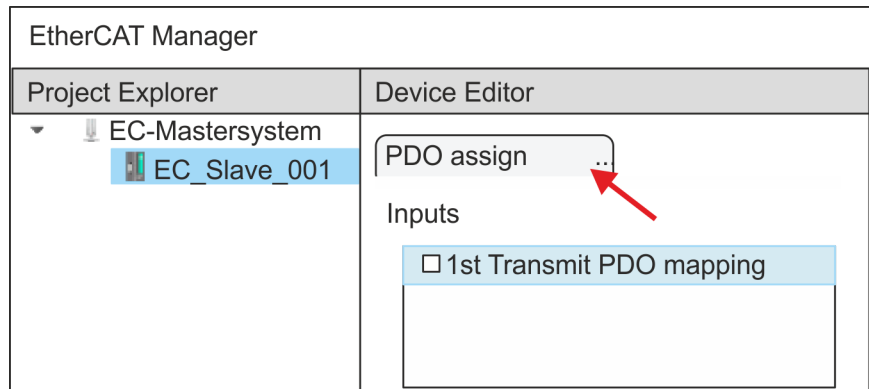 EtherCAT Manager
Project Explorer
Device Editor
EC-Mastersystem
EC_Slave_001
PDO assign ...
Inputs
1st Transmit PDO mapping